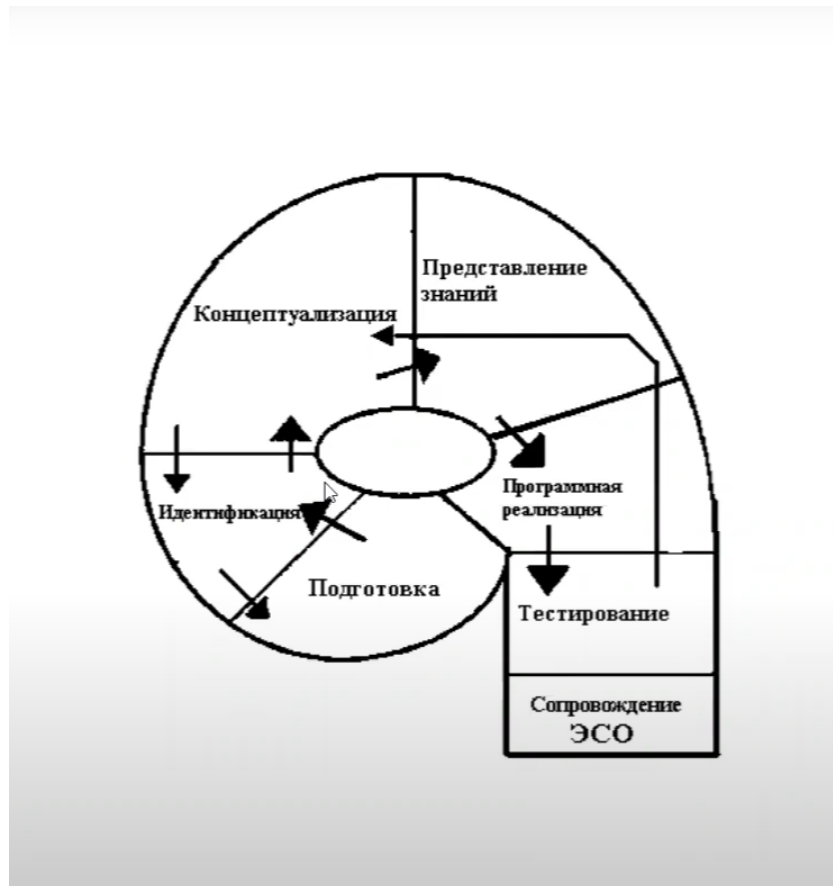 Представление
знаний
Концептуализация
Идентификация
Программная
реализация
Подготовка
Тестирование
Сопровождение
ЭСО